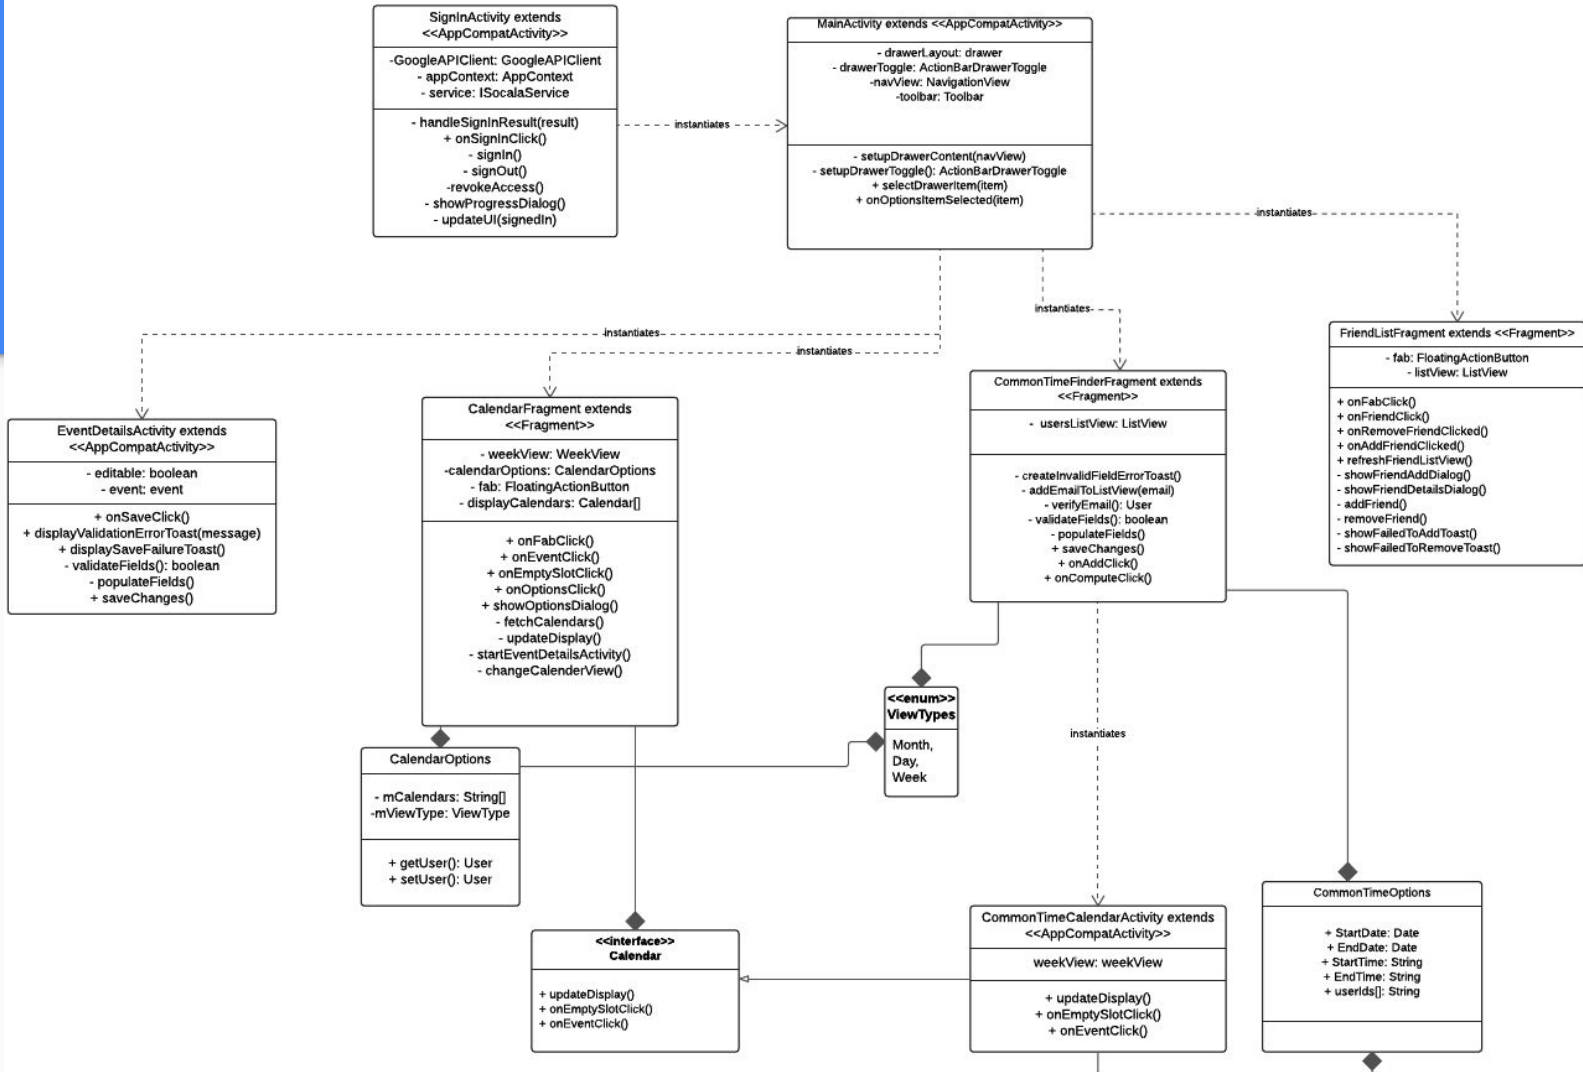 SignInActivity extends
<<AppCompatActivity>>
-GoogleAPIClient: GoogleAPIClient
- appContext: AppContext
- service: ISocalaService
- handleSignInResult(result)
+ onSignInClick()
- signIn()
- signOut()
-revokeAccess()
- showProgressDialog()
- updateUI(signedIn)
instantiates
MainActivity extends <<AppCompatActivity>>
- drawerLayout: drawer
- drawerToggle: ActionBarDrawerToggle
-navView: NavigationView
-toolbar: Toolbar
- setupDrawerContent(navView)
- setupDrawerToggle(): ActionBarDrawerToggle
+ selectDrawerItem(item)
+ onOptionsItemSelected(item)
instantiates
instantiates
instantiates
instantiates
EventDetailsActivity extends
<<AppCompatActivity>>
- editable: boolean
- event: event
+ onSaveClick()
+ displayValidationErrorToast(message)
+ displaySaveFailureToast()
- validateFields(): boolean
- populateFields()
+ saveChanges()
CalendarFragment extends
<<Fragment>>
- weekView: WeekView
-calendarOptions: CalendarOptions
- fab: FloatingActionButton
- displayCalendars: Calendar[]
+ onFabClick()
+ onEventClick()
+ onEmptySlotClick()
+ onOptionsClick()
+ showOptionsDialog()
- fetchCalendars()
- updateDisplay()
- startEventDetailsActivity()
- changeCalenderView()
CommonTimeFinderFragment extends
<<Fragment>>
- usersListView: ListView
- createInvalidFieldErrorToast()
- addEmailToListView(email)
- verifyEmail(): User
- validateFields(): boolean
- populateFields()
+ saveChanges()
+ onAddClick()
+ onComputeClick()
FriendListFragment extends <<Fragment>>
- fab: FloatingActionButton
- listView: ListView
+ onFabClick()
+ onFriendClick()
+ onRemoveFriendClicked()
+ onAddFriendClicked()
+ refreshFriendListView()
- showFriendAddDialog()
- showFriendDetailsDialog()
- addFriend()
- removeFriend()
- showFailedToAddToast()
- showFailedToRemoveToast()
<<enum>>
ViewTypes
Month,
Day,
Week
instantiates
CalendarOptions
- mCalendars: String[]
-mViewType: ViewType
+ getUser(): User
+ setUser(): User
<<interface>>
Calendar
+ updateDisplay()
+ onEmptySlotClick()
+ onEventClick()
CommonTimeCalendarActivity extends
<<AppCompatActivity>>
weekView: weekView
+ updateDisplay()
+ onEmptySlotClick()
+ onEventClick()
CommonTimeOptions
+ StartDate: Date
+ EndDate: Date
+ StartTime: String
+ EndTime: String
+ userIds[]: String